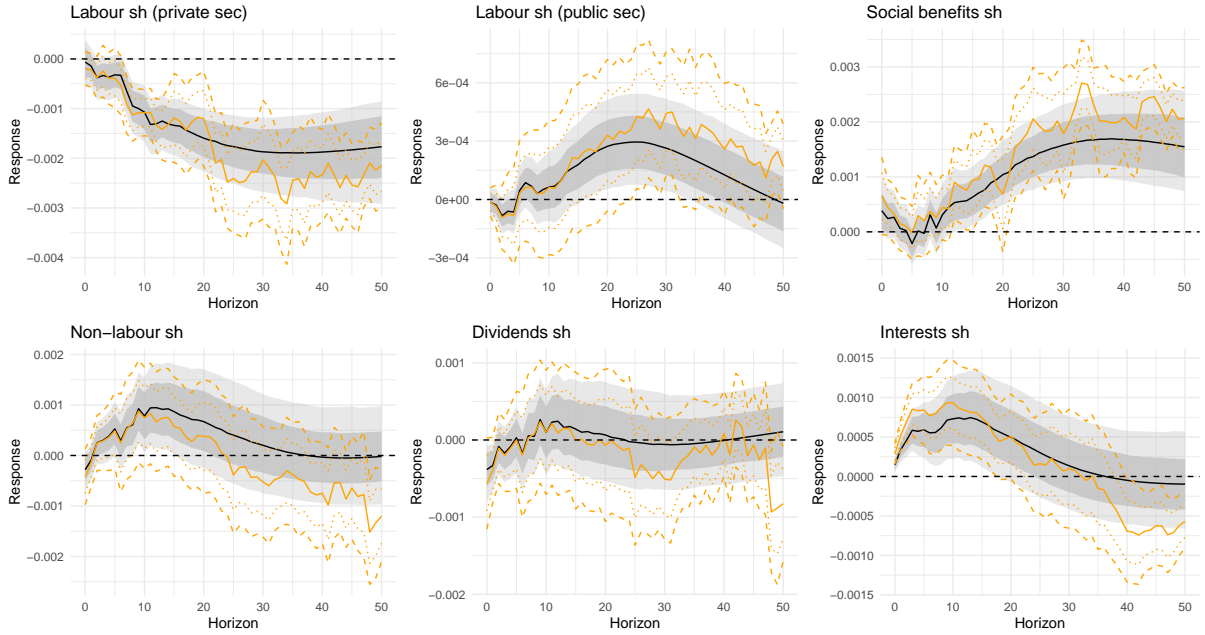 Labour sh (private sec)
0.000
−0.001
−0.002
−0.003
−0.004
Response
0 10 20 30 40 50
Horizon
Labour sh (public sec)
6e−04
3e−04
0e+00
−3e−04
Response
0 10 20 30 40 50
Horizon
Social benefits sh
0.003
0.002
0.001
0.000
Response
0 10 20 30 40 50
Horizon
Non−labour sh
0.002
0.001
0.000
−0.001
−0.002
Response
0 10 20 30 40 50
Horizon
Dividends sh
0.001
0.000
−0.001
−0.002
Response
0 10 20 30 40 50
Horizon
Interests sh
0.0015
0.0010
0.0005
0.0000
−0.0005
−0.0010
−0.0015
Response
0 10 20 30 40 50
Horizon